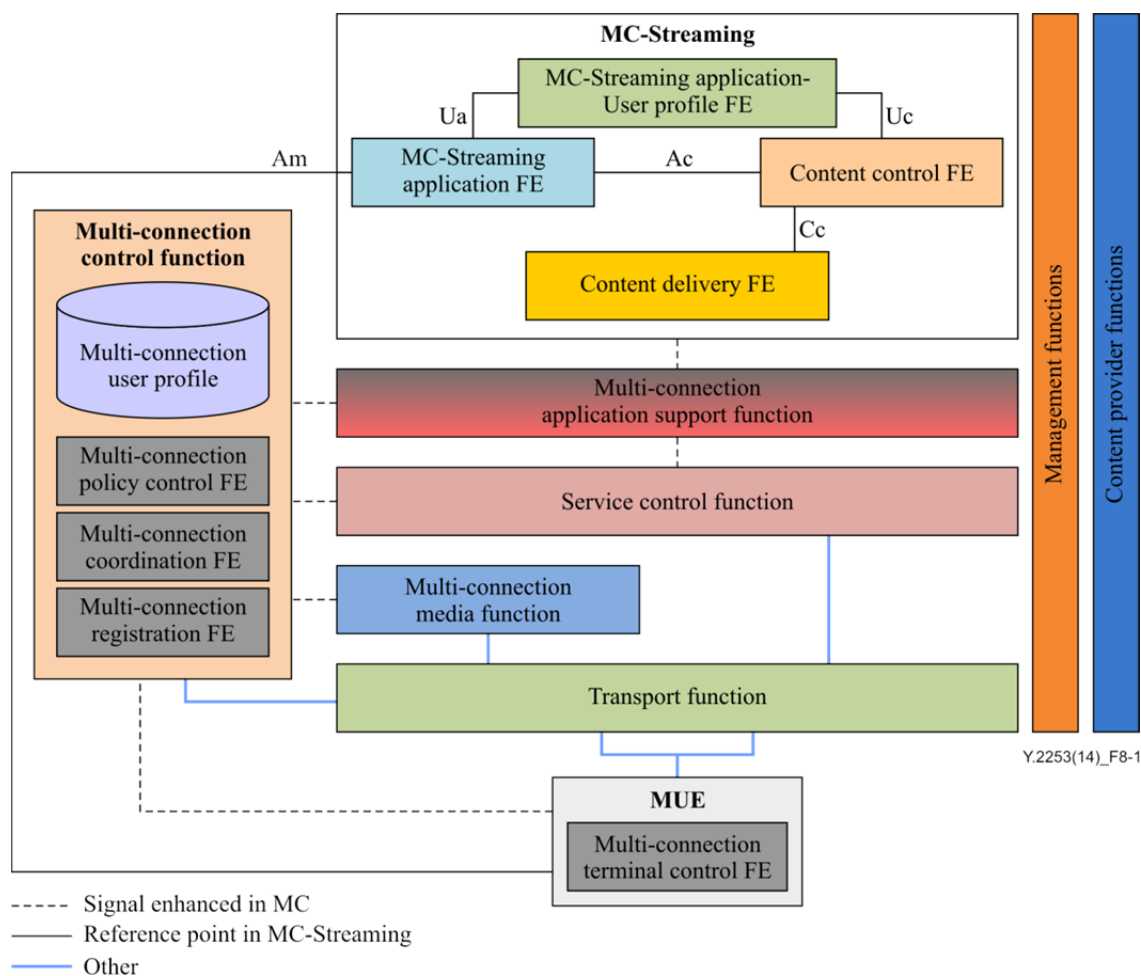 MC-Streaming
MC-Streaming application-
User profile FE
Ua
Uc
Am
MC-Streaming
application FE
Ac
Content control FE
Cc
Content delivery FE
Multi-connection
control function
Multi-connection
user profile
Multi-connection
policy control FE
Multi-connection
coordination FE
Multi-connection
registration FE
Multi-connection
application support function
Service control function
Multi-connection
media function
Transport function
Management functions
Content provider functions
Y.2253(14)_F8-1
MUE
Multi-connection
terminal control FE
Signal enhanced in MC
Reference point in MC-Streaming
Other